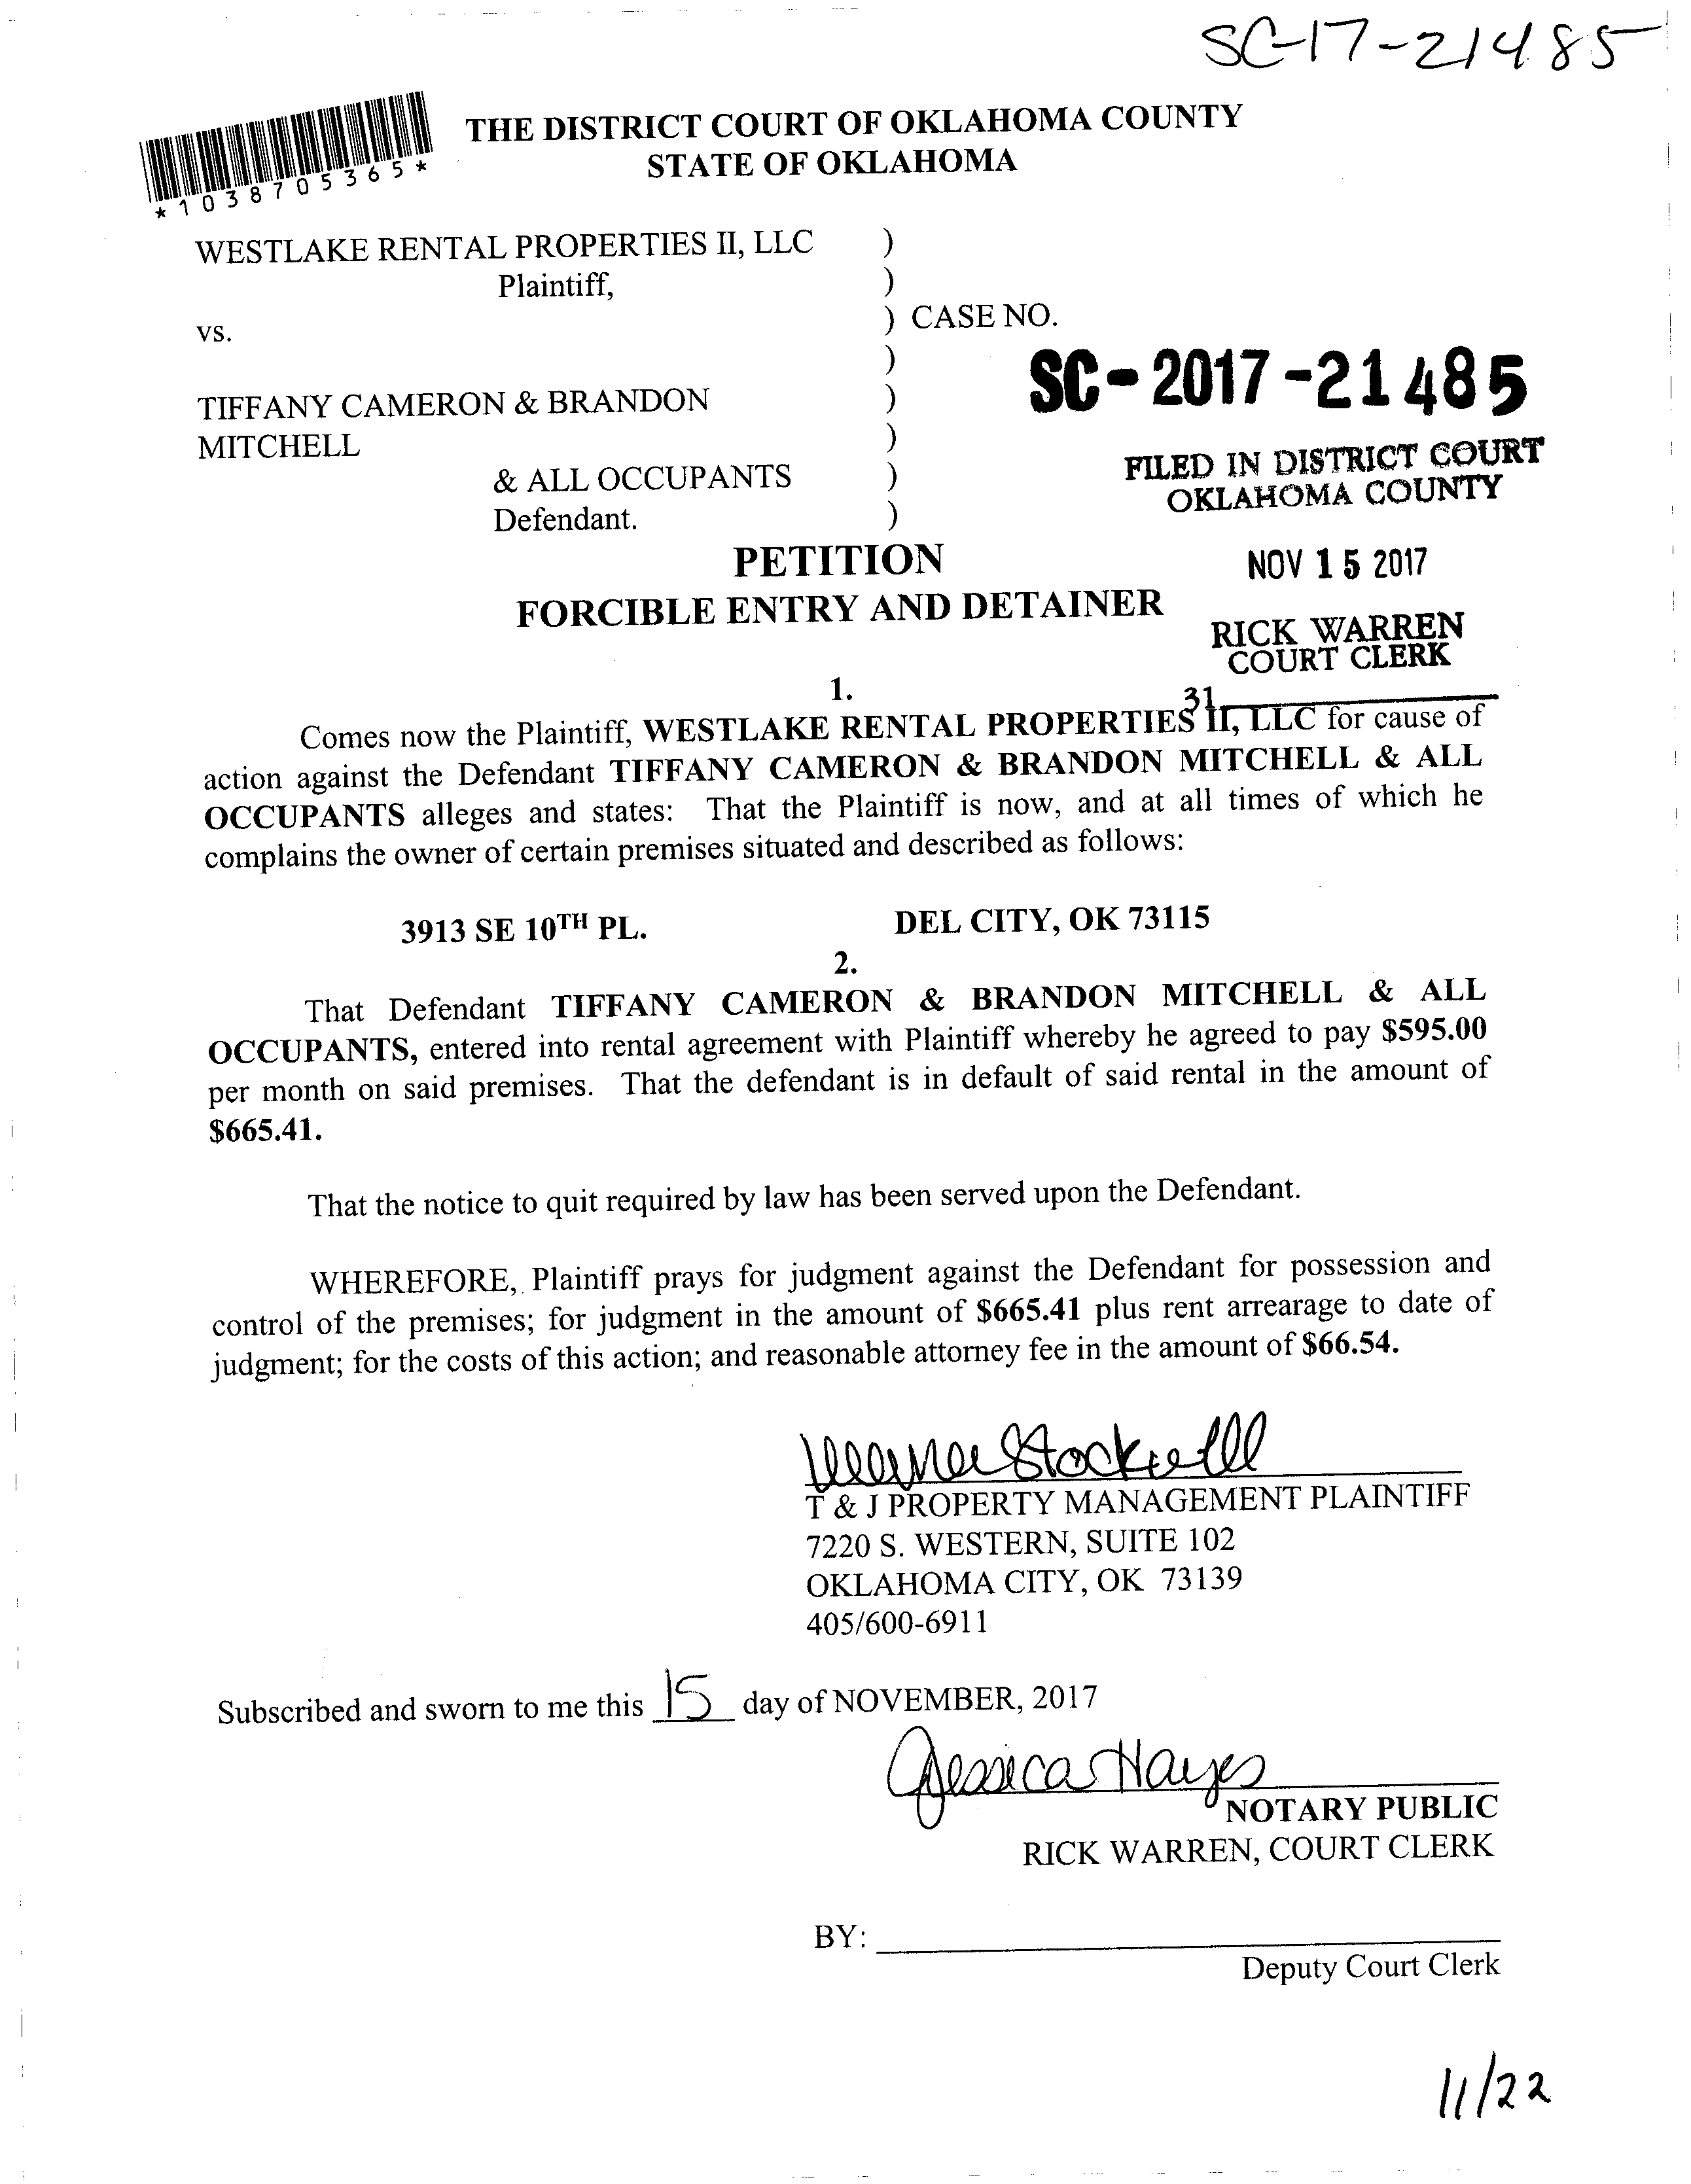 SC-17-21485
THE DISTRICT COURT OF OKLAHOMA COUNTY
STATE OF OKLAHOMA
*1038705365*
WESTLAKE RENTAL PROPERTIES II, LLC )
Plaintiff, )
vs. ) CASE NO.
)
SC-2017-21485
TIFFANY CAMERON & BRANDON )
MITCHELL )
& ALL OCCUPANTS )
Defendant. )
FILED IN DISTRICT COURT
OKLAHOMA COUNTY
NOV 15 2017
RICK WARREN
COURT CLERK
31
PETITION
FORCIBLE ENTRY AND DETAINER
1.
Comes now the Plaintiff, WESTLAKE RENTAL PROPERTIES II, LLC for cause of
action against the Defendant TIFFANY CAMERON & BRANDON MITCHELL & ALL
OCCUPANTS alleges and states: That the Plaintiff is now, and at all times of which he
complains the owner of certain premises situated and described as follows:
3913 SE 10TH PL. DEL CITY, OK 73115
2.
That Defendant TIFFANY CAMERON & BRANDON MITCHELL & ALL
OCCUPANTS, entered into rental agreement with Plaintiff whereby he agreed to pay $595.00
per month on said premises. That the defendant is in default of said rental in the amount of
$665.41.
That the notice to quit required by law has been served upon the Defendant.
WHEREFORE, Plaintiff prays for judgment against the Defendant for possession and
control of the premises; for judgment in the amount of $665.41 plus rent arrearage to date of
judgment; for the costs of this action; and reasonable attorney fee in the amount of $66.54.
Stockwell
T & J PROPERTY MANAGEMENT PLAINTIFF
7220 S. WESTERN, SUITE 102
OKLAHOMA CITY, OK 73139
405/600-6911
Subscribed and sworn to me this 15 day of NOVEMBER, 2017
Jessica Hayes
NOTARY PUBLIC
RICK WARREN, COURT CLERK
BY:
Deputy Court Clerk
11/22